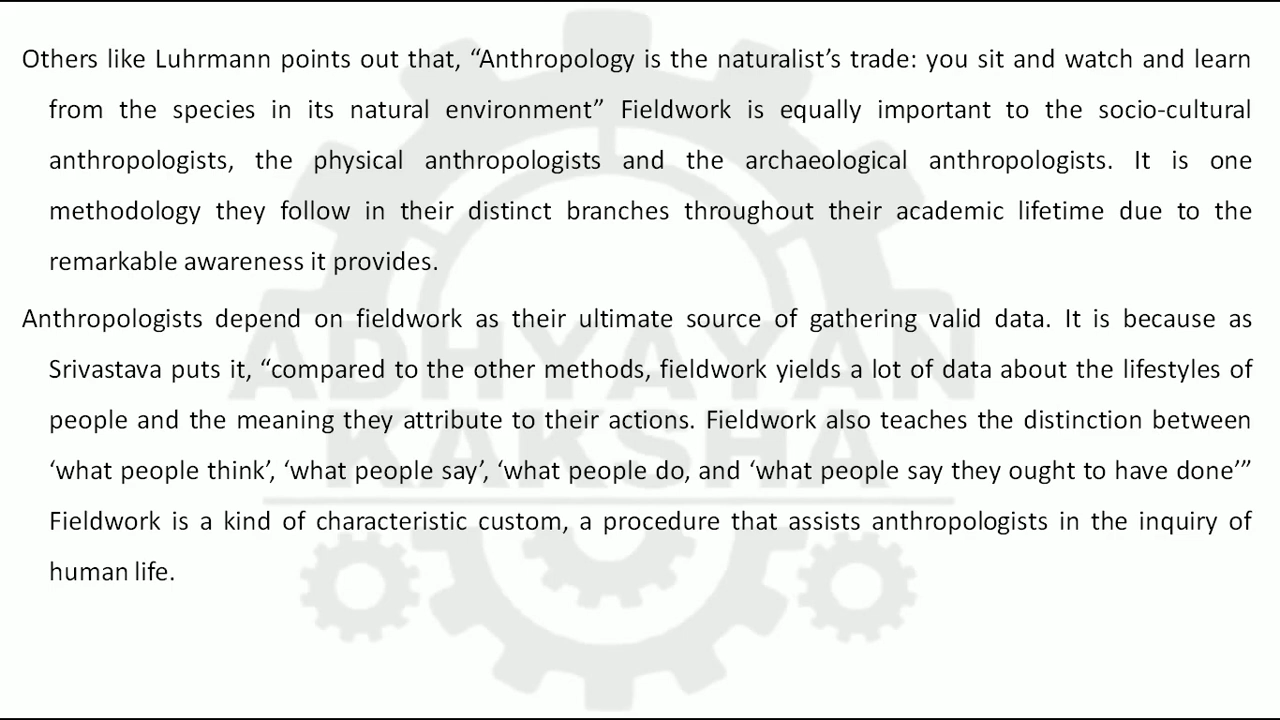 Others like Luhrmann points out that, “Anthropology is the naturalist’s trade: you sit and watch and learn
from the species in its natural environment” Fieldwork is equally important to the socio-cultural
anthropologists, the physical anthropologists and the archaeological anthropologists. It is one
methodology they follow in their distinct branches throughout their academic lifetime due to the
remarkable awareness it provides.
Anthropologists depend on fieldwork as their ultimate source of gathering valid data. It is because as
Srivastava puts it, “compared to the other methods, fieldwork yields a lot of data about the lifestyles of
people and the meaning they attribute to their actions. Fieldwork also teaches the distinction between
‘what people think’, ‘what people say’, ‘what people do, and ‘what people say they ought to have done’”
Fieldwork is a kind of characteristic custom, a procedure that assists anthropologists in the inquiry of
human life.
ADHYAYAN
KAKSHA